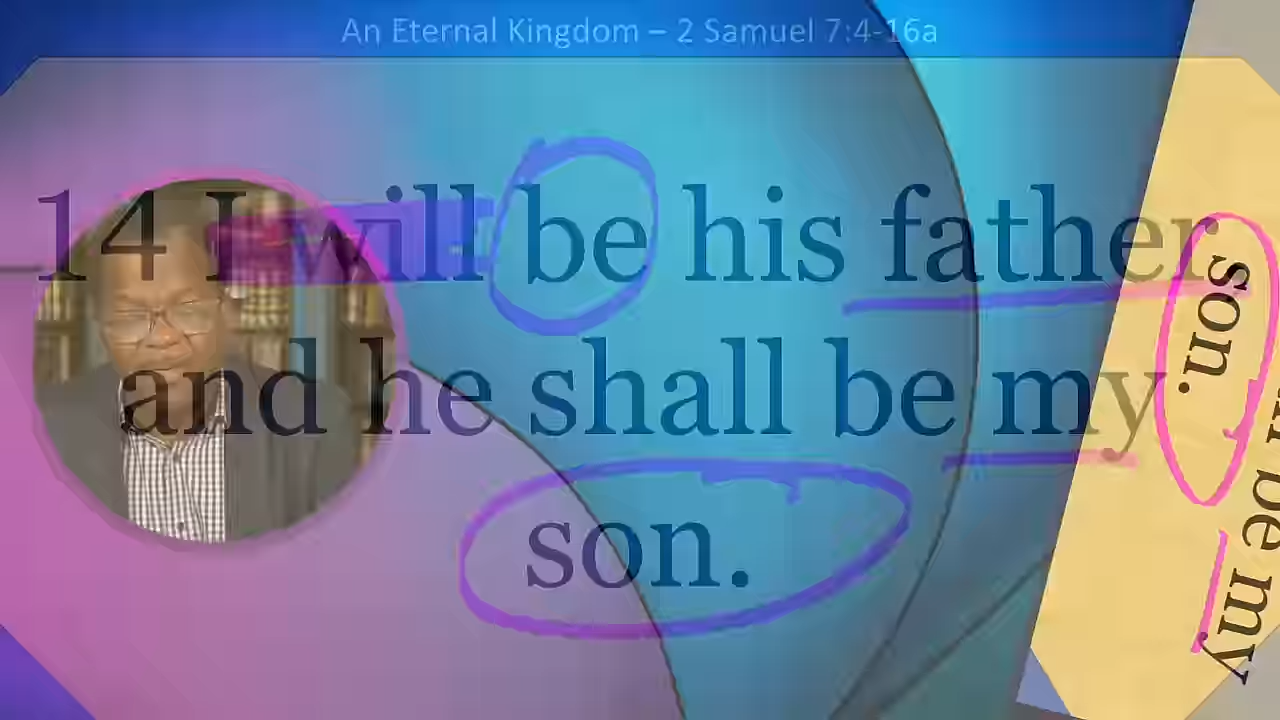 An Eternal Kingdom – 2 Samuel 7:4-16a
14 I will be his father
and he shall be my
son.
son.
be my